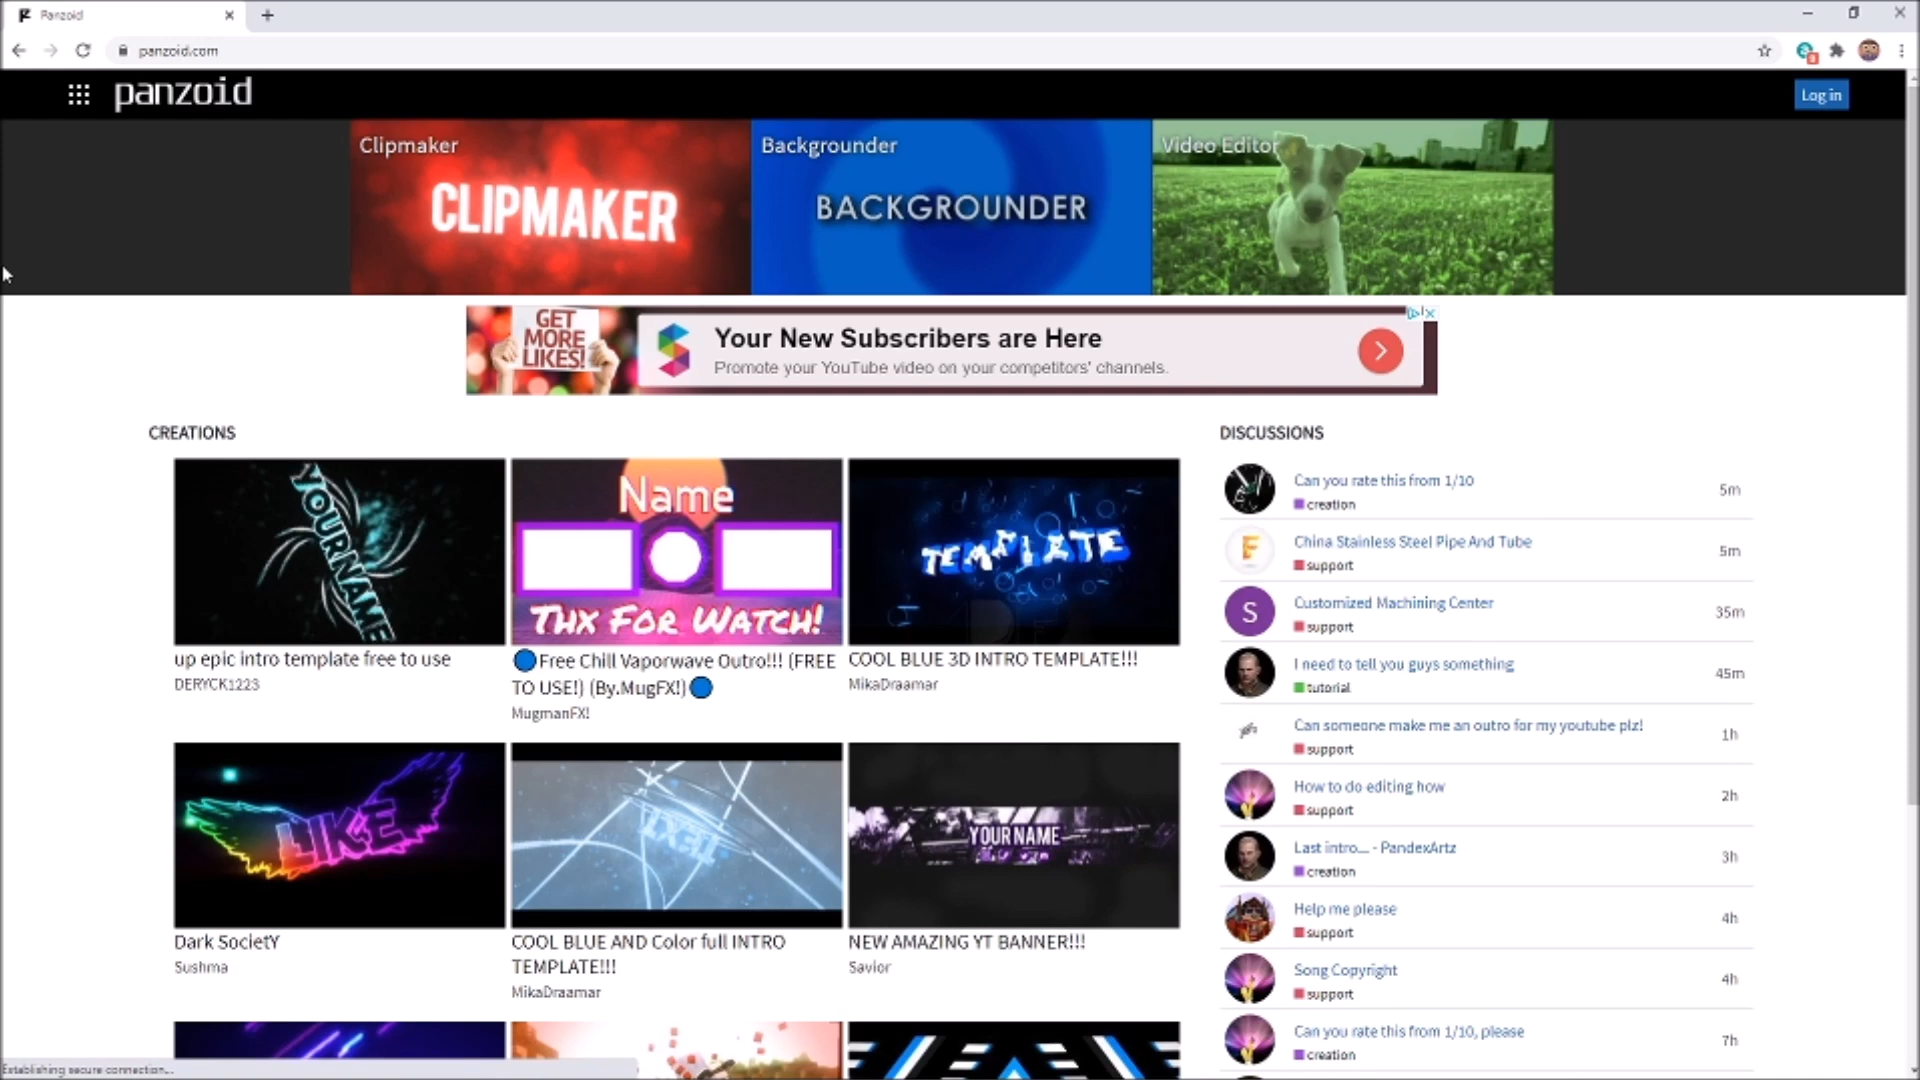 Panzoid
panzoid.com
panzoid
Log in
Clipmaker
CLIPMAKER
Backgrounder
BACKGROUNDER
Video Editor
GET
MORE
LIKES!
Your New Subscribers are Here
Promote your YouTube video on your competitors' channels.
CREATIONS
YOURNAME
up epic intro template free to use
DERYCK1223
Name
THX FOR WATCH!
Free Chill Vaporwave Outro!!! (FREE
TO USE!) (By.MugFX!)
MugmanFX!
TEMPLATE
COOL BLUE 3D INTRO TEMPLATE!!!
MikaDraamar
LIKE
Dark SocietY
Sushma
TEXT
COOL BLUE AND Color full INTRO
TEMPLATE!!!
MikaDraamar
YOUR NAME
NEW AMAZING YT BANNER!!!
Savior
DISCUSSIONS
Can you rate this from 1/10
creation
5m
China Stainless Steel Pipe And Tube
support
5m
S
Customized Machining Center
support
35m
I need to tell you guys something
tutorial
45m
Can someone make me an outro for my youtube plz!
support
1h
How to do editing how
support
2h
Last intro... - PandexArtz
creation
3h
Help me please
support
4h
Song Copyright
support
4h
Can you rate this from 1/10, please
creation
7h
Establishing secure connection...